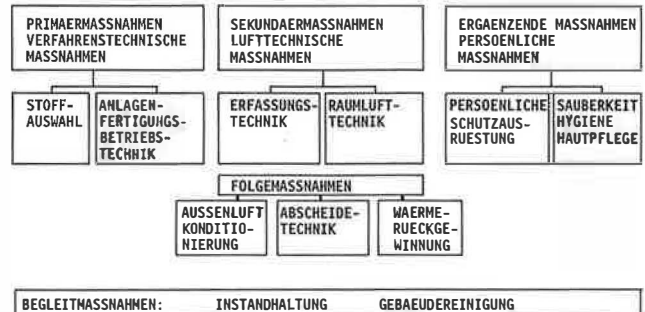 PRIMAERMASSNAHMEN
VERFAHRENSTECHNISCHE
MASSNAHMEN
SEKUNDAERMASSNAHMEN
LUFTTECHNISCHE
MASSNAHMEN
ERGAENZENDE MASSNAHMEN
PERSOENLICHE
MASSNAHMEN
STOFF-
AUSWAHL
ANLAGEN-
FERTIGUNGS-
BETRIEBS-
TECHNIK
ERFASSUNGS-
TECHNIK
RAUMLUFT-
TECHNIK
PERSOENLICHE
SCHUTZAUS-
RUESTUNG
SAUBERKEIT
HYGIENE
HAUTPFLEGE
FOLGEMASSNAHMEN
AUSSENLUFT
KONDITIO-
NIERUNG
ABSCHEIDE-
TECHNIK
WAERME-
RUECKGE-
WINNUNG
BEGLEITMASSNAHMEN: INSTANDHALTUNG GEBAEUDEREINIGUNG